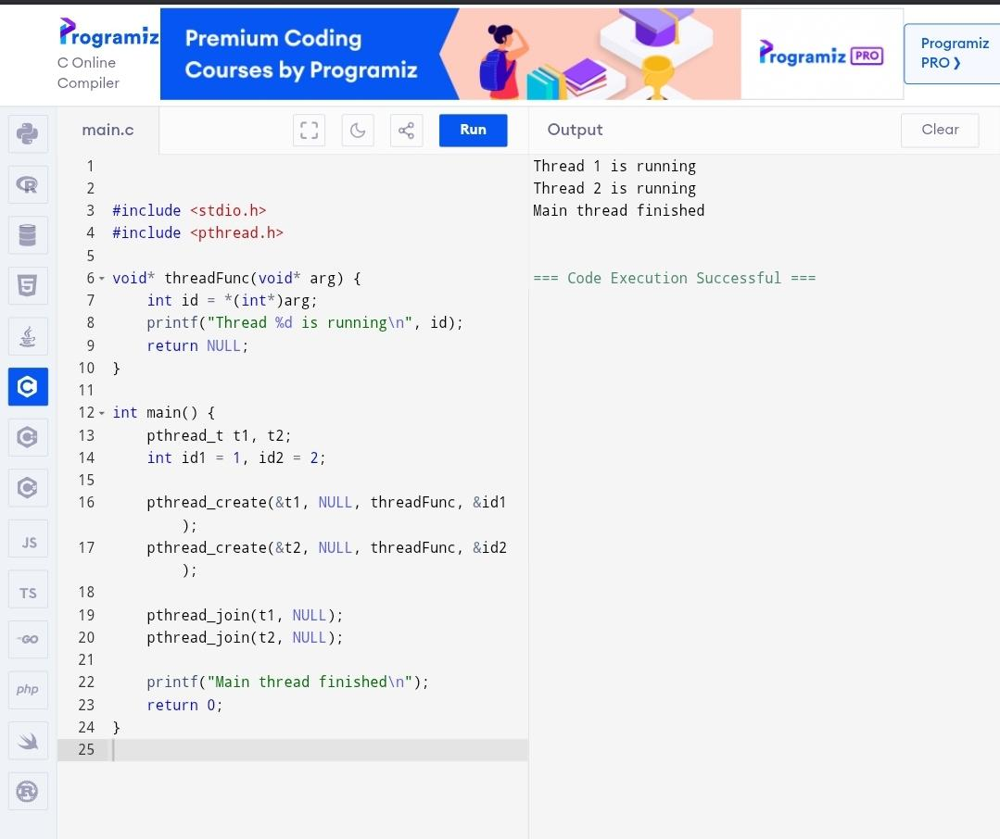 Programiz
C Online
Compiler
Premium Coding
Courses by Programiz
Programiz PRO
Programiz
PRO ❯
main.c
Run
Output
Clear
1
2
3 #include <stdio.h>
4 #include <pthread.h>
5
6 void* threadFunc(void* arg) {
7     int id = *(int*)arg;
8     printf("Thread %d is running\n", id);
9     return NULL;
10 }
11
12 int main() {
13     pthread_t t1, t2;
14     int id1 = 1, id2 = 2;
15
16     pthread_create(&t1, NULL, threadFunc, &id1
        );
17     pthread_create(&t2, NULL, threadFunc, &id2
        );
18
19     pthread_join(t1, NULL);
20     pthread_join(t2, NULL);
21
22     printf("Main thread finished\n");
23     return 0;
24 }
25
Thread 1 is running
Thread 2 is running
Main thread finished
=== Code Execution Successful ===
R
5
C
C
C
JS
TS
GO
php
R